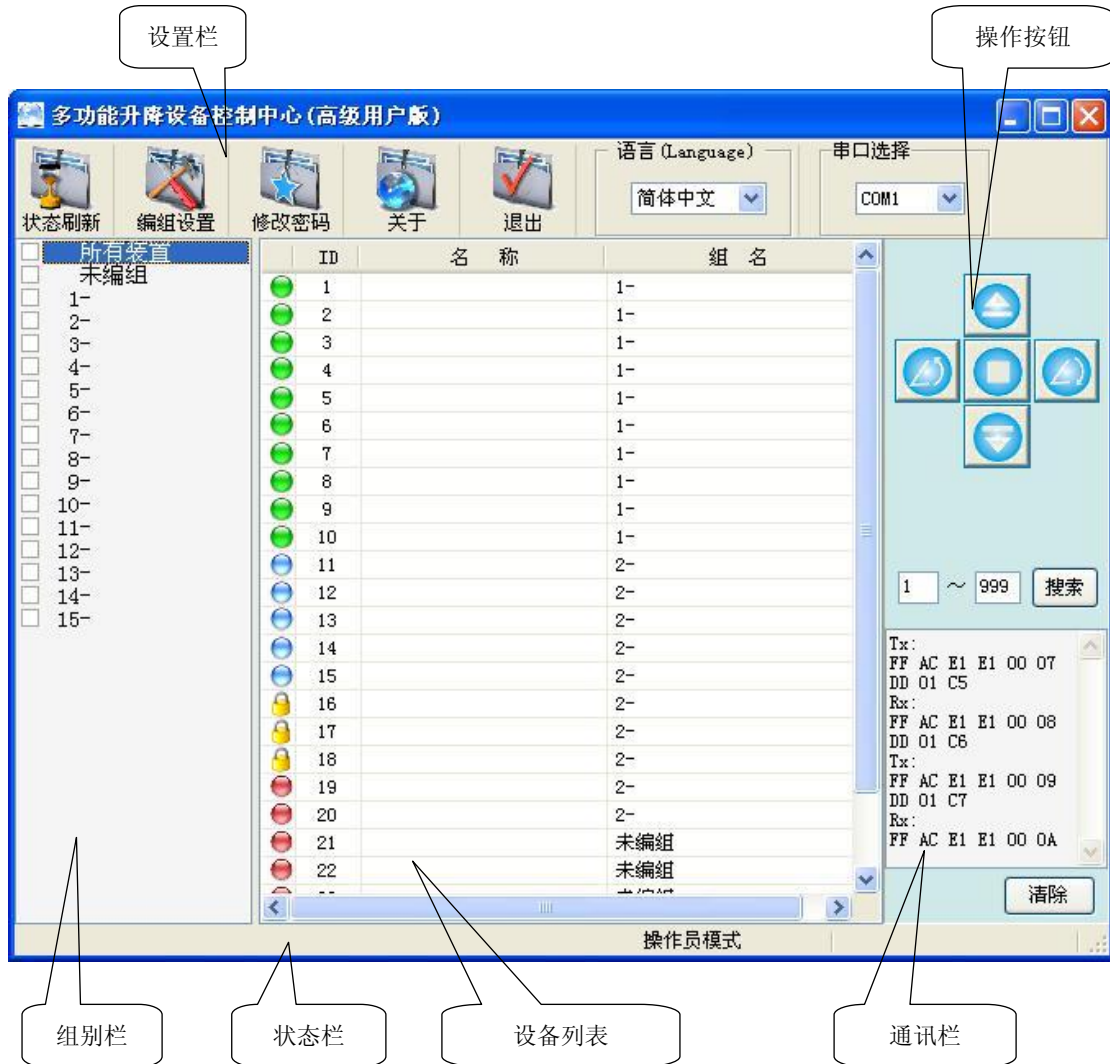 设置栏
操作按钮
多功能升降设备控制中心(高级用户版)
状态刷新
编组设置
修改密码
关于
退出
语言(Language)
简体中文
串口选择
COM1
所有装置
未编组
1-
2-
3-
4-
5-
6-
7-
8-
9-
10-
11-
12-
13-
14-
15-
ID 名 称 组 名
1 1-
2 1-
3 1-
4 1-
5 1-
6 1-
7 1-
8 1-
9 1-
10 1-
11 2-
12 2-
13 2-
14 2-
15 2-
16 2-
17 2-
18 2-
19 2-
20 2-
21 未编组
22 未编组
1 ~ 999 搜索
Tx:
FF AC E1 E1 00 07
DD 01 C5
Rx:
FF AC E1 E1 00 08
DD 01 C6
Tx:
FF AC E1 E1 00 09
DD 01 C7
Rx:
FF AC E1 E1 00 0A
清除
操作员模式
组别栏
状态栏
设备列表
通讯栏